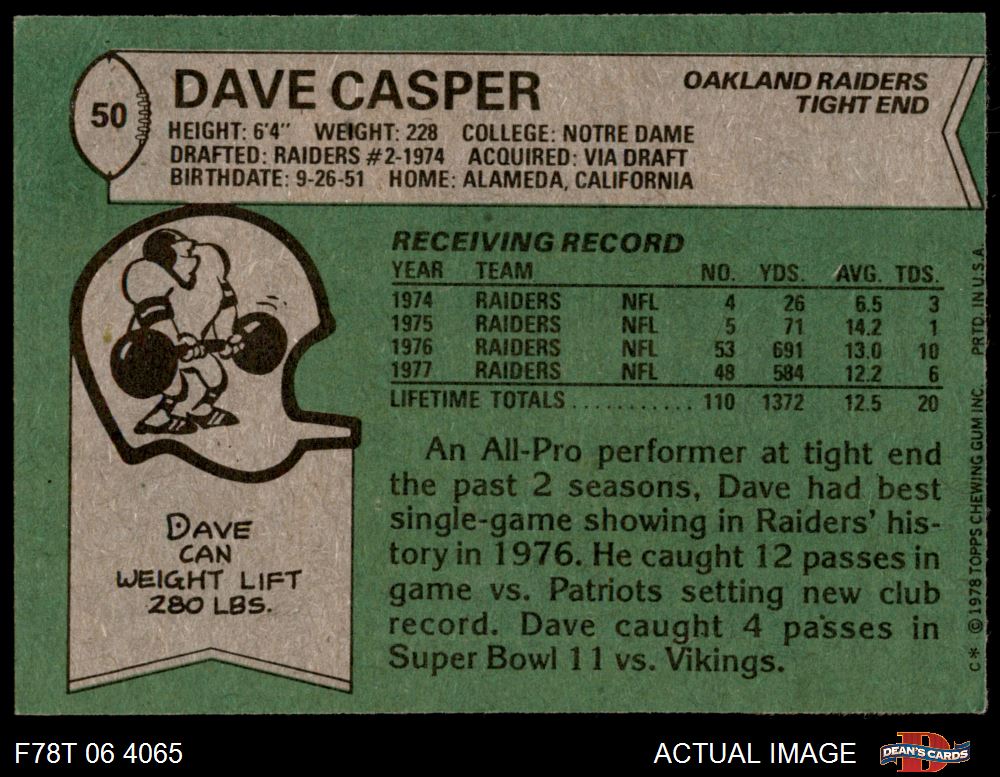 50
DAVE CASPER
OAKLAND RAIDERS
TIGHT END
HEIGHT: 6'4" WEIGHT: 228 COLLEGE: NOTRE DAME
DRAFTED: RAIDERS #2-1974 ACQUIRED: VIA DRAFT
BIRTHDATE: 9-26-51 HOME: ALAMEDA, CALIFORNIA
RECEIVING RECORD
YEAR TEAM NO. YDS. AVG. TDS.
1974 RAIDERS NFL 4 26 6.5 3
1975 RAIDERS NFL 5 71 14.2 1
1976 RAIDERS NFL 53 691 13.0 10
1977 RAIDERS NFL 48 584 12.2 6
LIFETIME TOTALS........... 110 1372 12.5 20
An All-Pro performer at tight end
the past 2 seasons, Dave had best
single-game showing in Raiders' his-
tory in 1976. He caught 12 passes in
game vs. Patriots setting new club
record. Dave caught 4 passes in
Super Bowl 11 vs. Vikings.
DAVE
CAN
WEIGHT LIFT
280 LBS.
C* ©1978 TOPPS CHEWING GUM INC. PRTD. IN U.S.A.
F78T 06 4065
ACTUAL IMAGE
D
DEAN'S CARDS